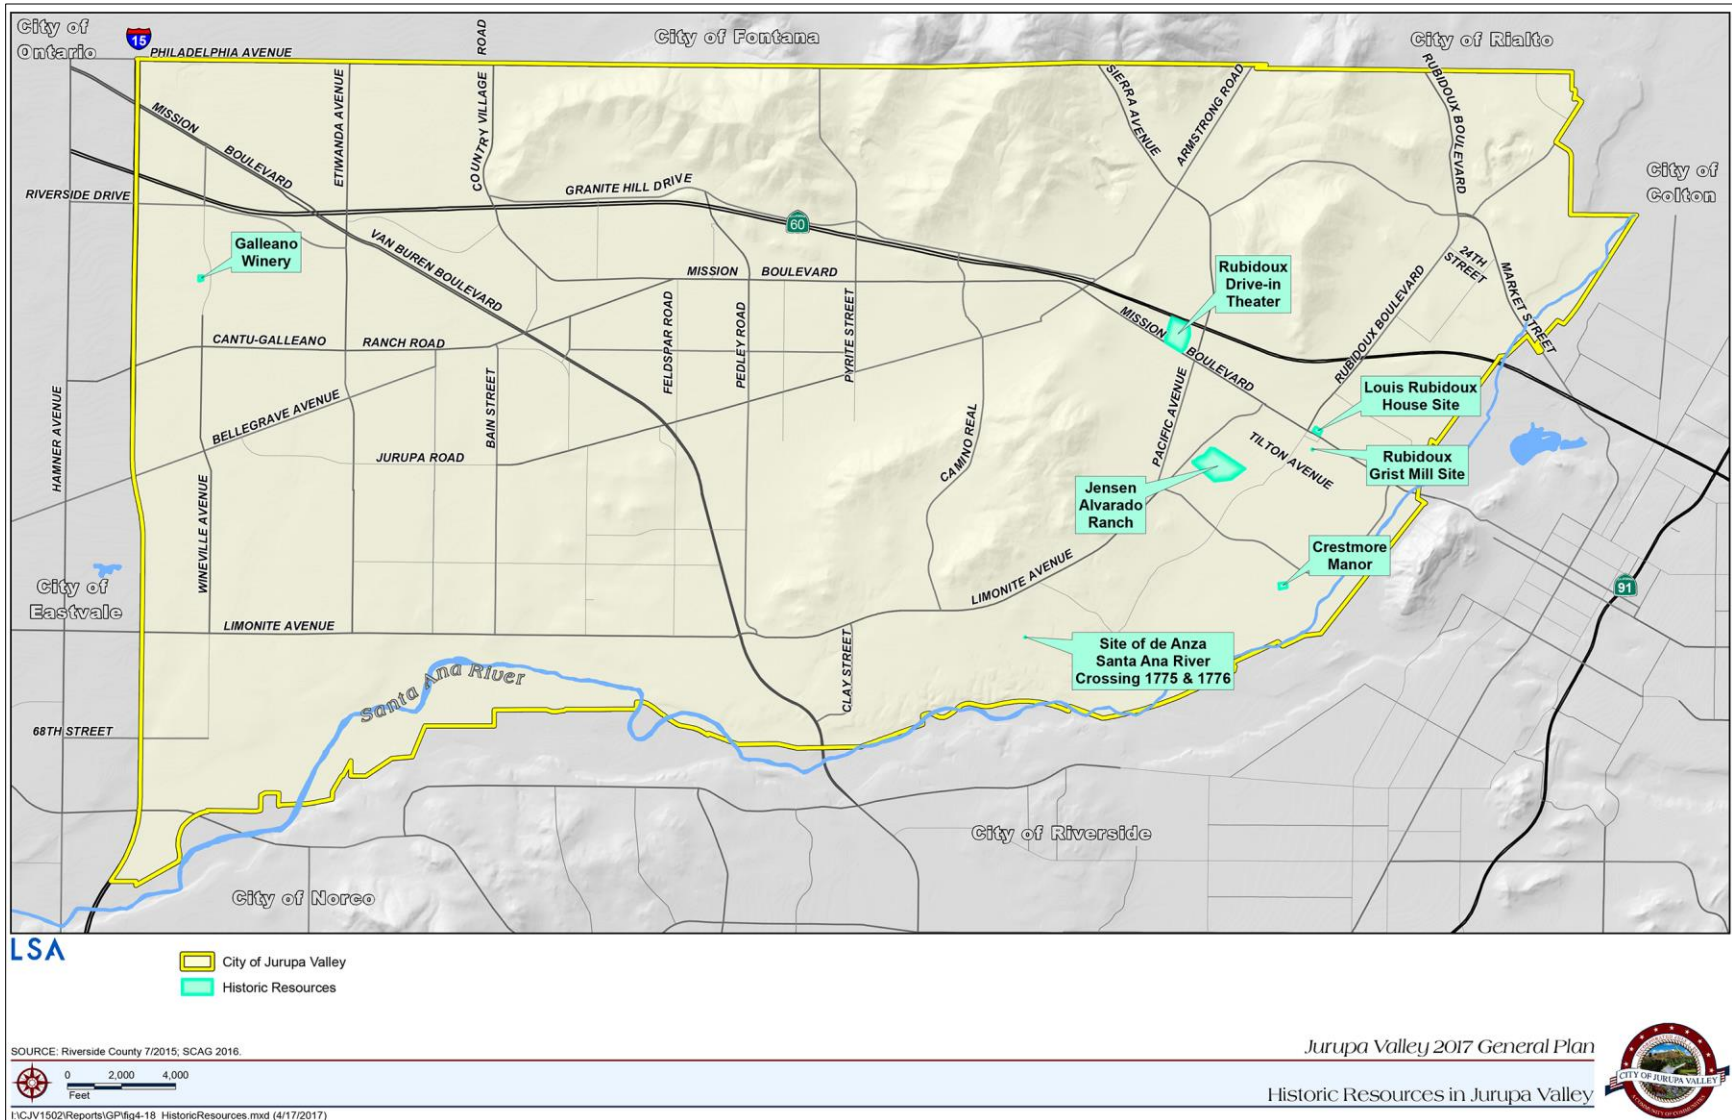 City of
Ontario
15
PHILADELPHIA AVENUE
ROAD
City of Fontana
City of Rialto
SIERRA AVENUE
ARMSTRONG ROAD
RUBIDOUX BOULEVARD
MISSION
BOULEVARD
ETIWANDA AVENUE
COUNTRY VILLAGE
City of
Colton
RIVERSIDE DRIVE
GRANITE HILL DRIVE
60
Galleano
Winery
VAN BUREN BOULEVARD
MISSION
BOULEVARD
Rubidoux
Drive-in
Theater
24TH
STREET
MARKET STREET
RUBIDOUX BOULEVARD
CANTU-GALLEANO
RANCH ROAD
FELDSPAR ROAD
PEDLEY ROAD
PYRITE STREET
MISSION
BOULEVARD
HAMNER AVENUE
BELLEGRAVE AVENUE
BAIN STREET
JURUPA ROAD
CAMINO REAL
PACIFIC AVENUE
Louis Rubidoux
House Site
TILTON AVENUE
Rubidoux
Grist Mill Site
Jensen
Alvarado
Ranch
WINEVILLE AVENUE
Crestmore
Manor
City of
Eastvale
LIMONITE AVENUE
LIMONITE AVENUE
91
CLAY STREET
Site of de Anza
Santa Ana River
Crossing 1775 & 1776
Santa Ana River
68TH STREET
City of Riverside
City of Norco
LSA
City of Jurupa Valley
Historic Resources
SOURCE: Riverside County 7/2015; SCAG 2016.
0 2,000 4,000
Feet
I:\CJV1502\Reports\GP\fig4-18_HistoricResources.mxd (4/17/2017)
Jurupa Valley 2017 General Plan
Historic Resources in Jurupa Valley
CITY OF JURUPA VALLEY
A COMMUNITY OF COMMUNITIES